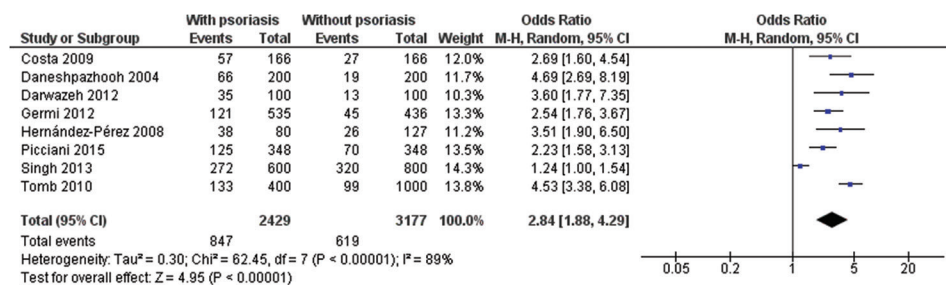 With psoriasis Without psoriasis Odds Ratio Odds Ratio
Study or Subgroup Events Total Events Total Weight M-H, Random, 95% CI M-H, Random, 95% CI
Costa 2009 57 166 27 166 12.0% 2.69 [1.60, 4.54]
Daneshpazhooh 2004 66 200 19 200 11.7% 4.69 [2.69, 8.19]
Darwazeh 2012 35 100 13 100 10.3% 3.60 [1.77, 7.35]
Germi 2012 121 535 45 436 13.3% 2.54 [1.76, 3.67]
Hernández-Pérez 2008 38 80 26 127 11.2% 3.51 [1.90, 6.50]
Picciani 2015 125 348 70 348 13.5% 2.23 [1.58, 3.13]
Singh 2013 272 600 320 800 14.3% 1.24 [1.00, 1.54]
Tomb 2010 133 400 99 1000 13.8% 4.53 [3.38, 6.08]
Total (95% CI) 2429 3177 100.0% 2.84 [1.88, 4.29]
Total events 847 619
Heterogeneity: Tau² = 0.30; Chi² = 62.45, df = 7 (P < 0.00001); I² = 89%
Test for overall effect: Z = 4.95 (P < 0.00001)
0.05 0.2 1 5 20